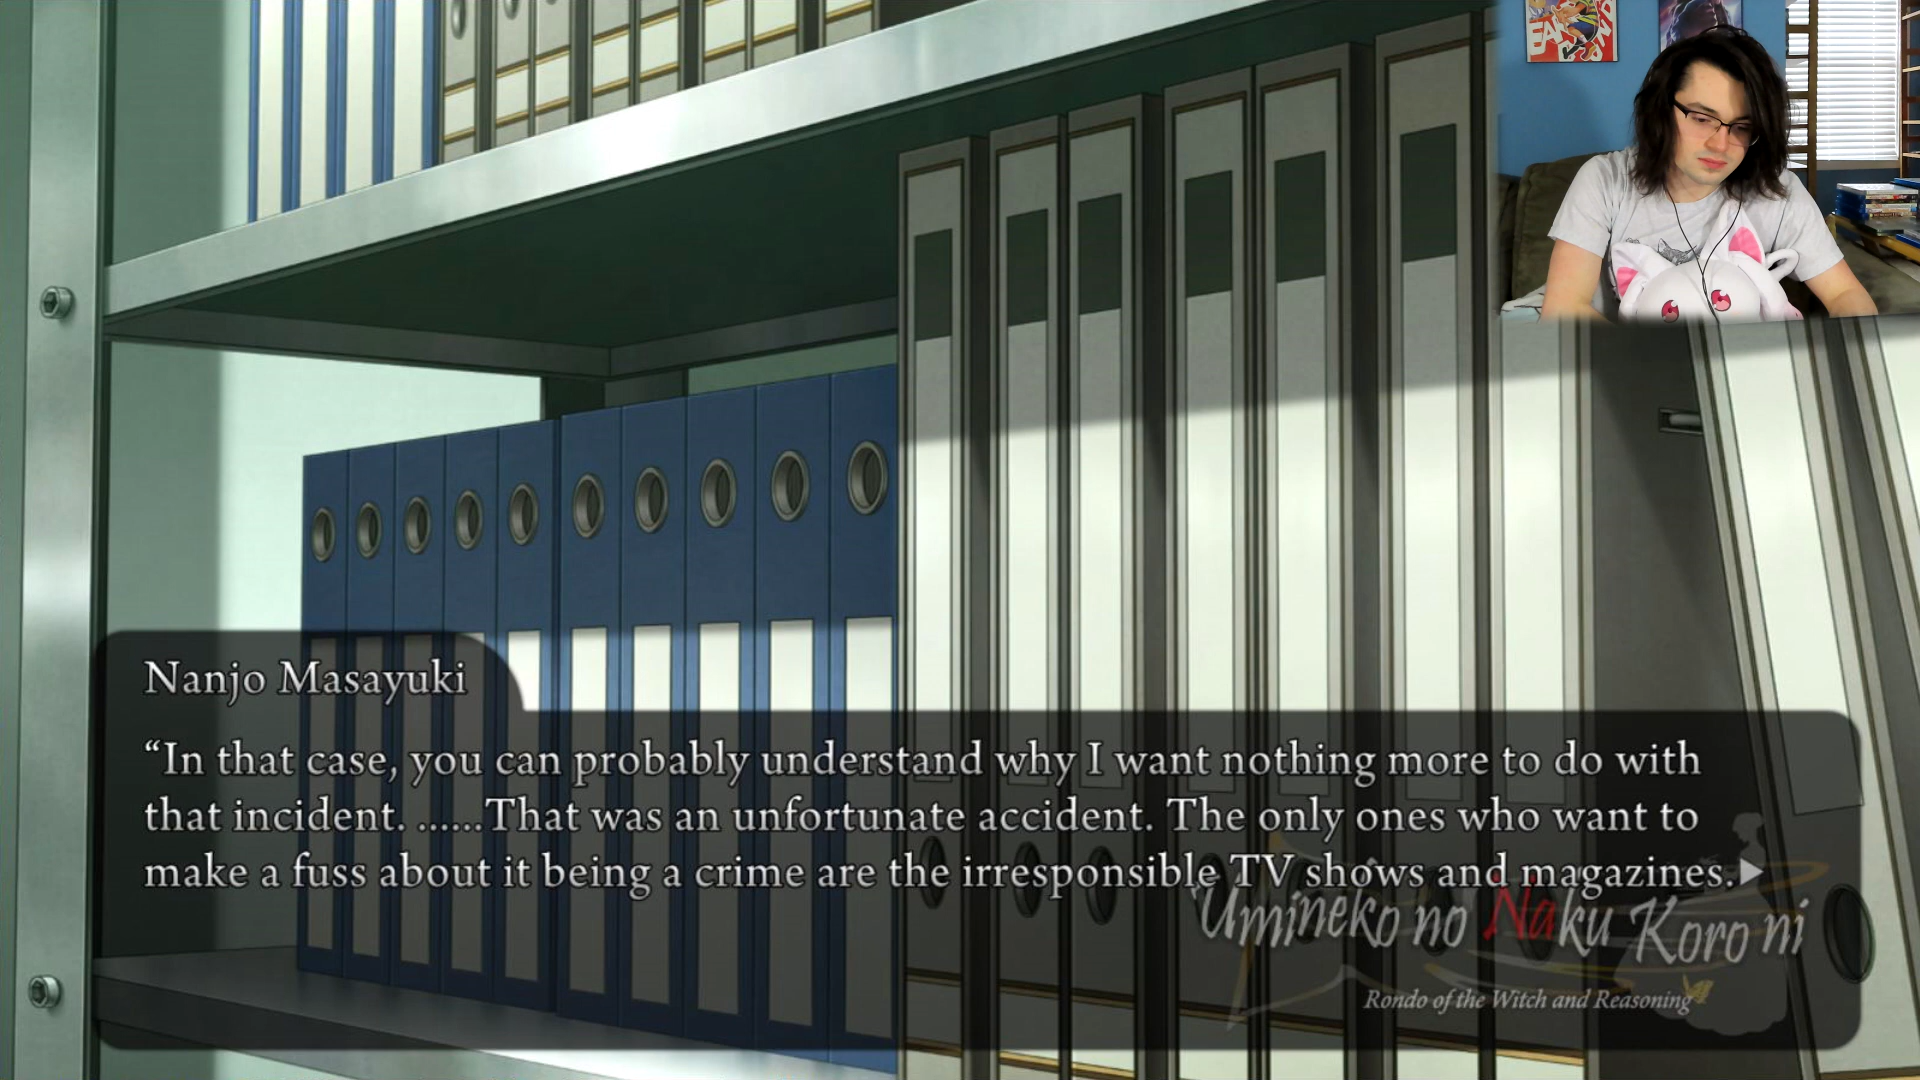 Nanjo Masayuki
“In that case, you can probably understand why I want nothing more to do with
that incident. ......That was an unfortunate accident. The only ones who want to
make a fuss about it being a crime are the irresponsible TV shows and magazines.
Umineko no Naku Koro ni
Rondo of the Witch and Reasoning